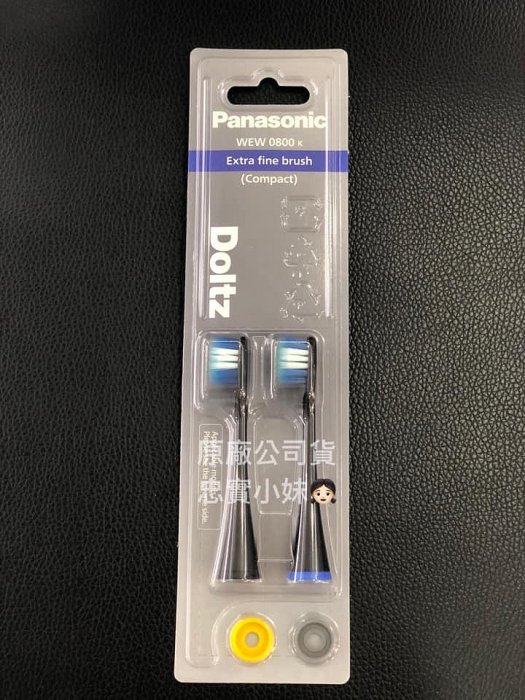 Panasonic
WEW 0800 K
Extra fine brush
(Compact)
Doltz
原廠公司貨
忠實小妹